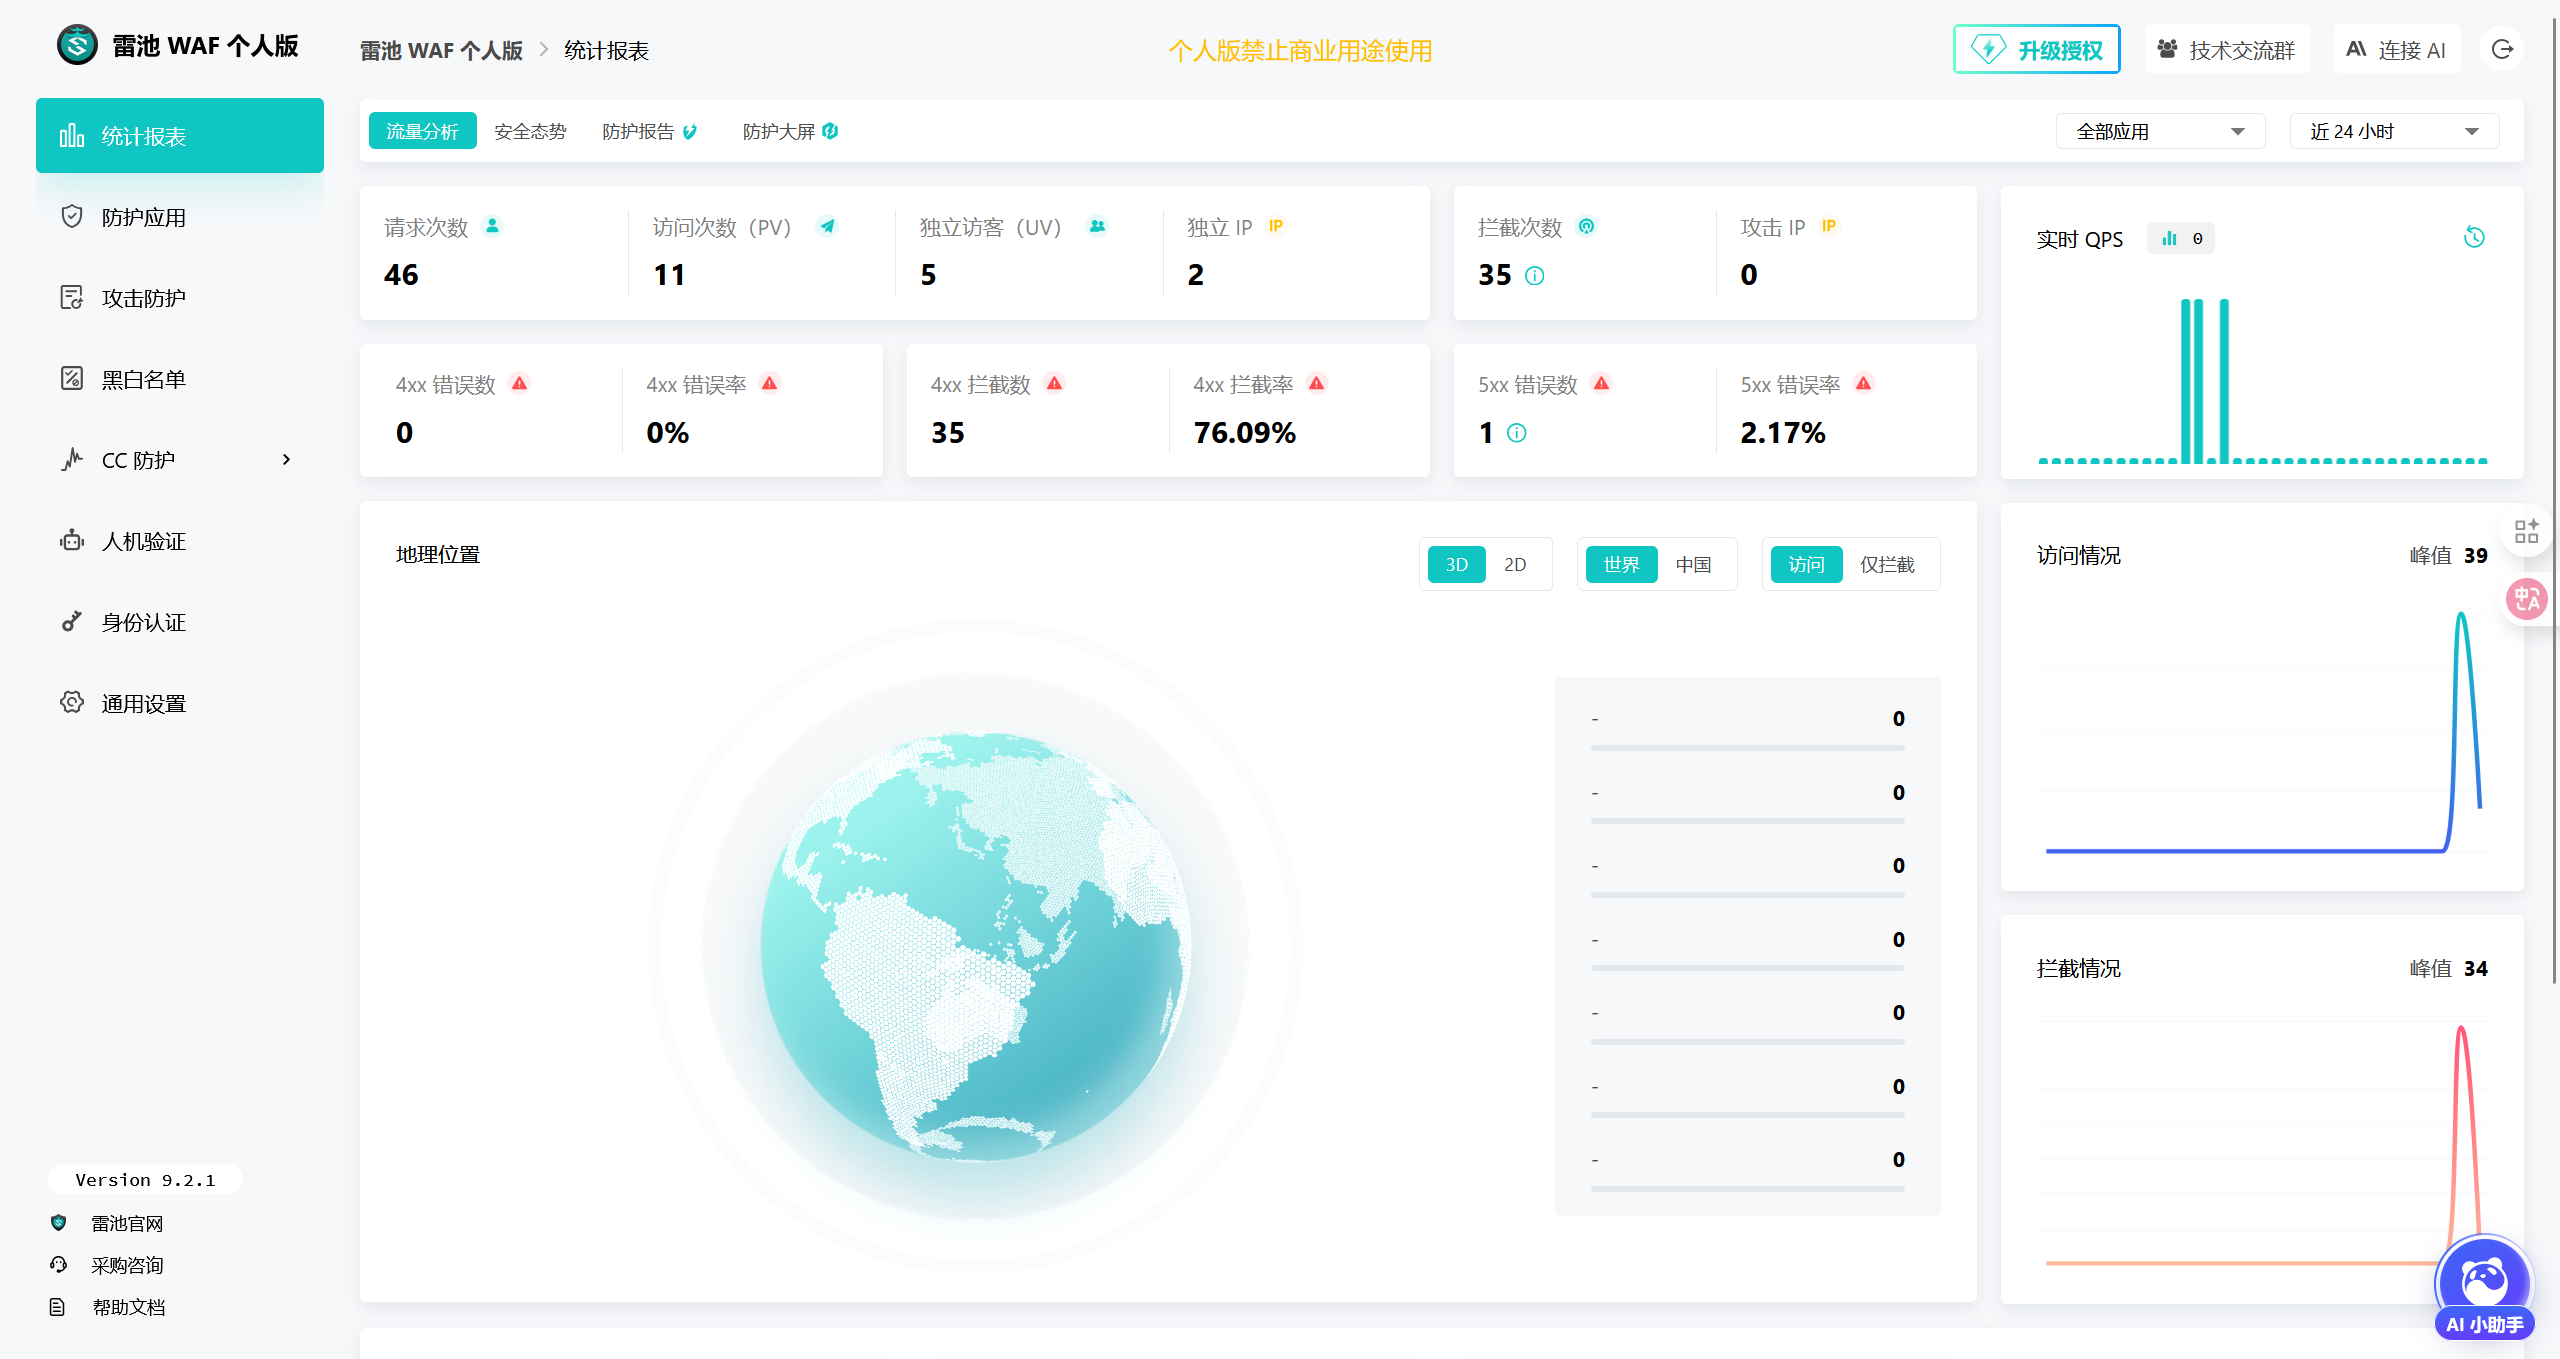 雷池 WAF 个人版
雷池 WAF 个人版 > 统计报表
个人版禁止商业用途使用
升级授权
技术交流群
连接 AI
统计报表
防护应用
攻击防护
黑白名单
CC 防护
人机验证
身份认证
通用设置
Version 9.2.1
雷池官网
采购咨询
帮助文档
流量分析
安全态势
防护报告
防护大屏
全部应用
近 24 小时
请求次数
46
访问次数（PV）
11
独立访客（UV）
5
独立 IP IP
2
拦截次数
35
攻击 IP IP
0
4xx 错误数
0
4xx 错误率
0%
4xx 拦截数
35
4xx 拦截率
76.09%
5xx 错误数
1
5xx 错误率
2.17%
实时 QPS 0
地理位置
3D 2D
世界 中国
访问 仅拦截
- 0
- 0
- 0
- 0
- 0
- 0
- 0
访问情况
峰值 39
拦截情况
峰值 34
中A
AI 小助手